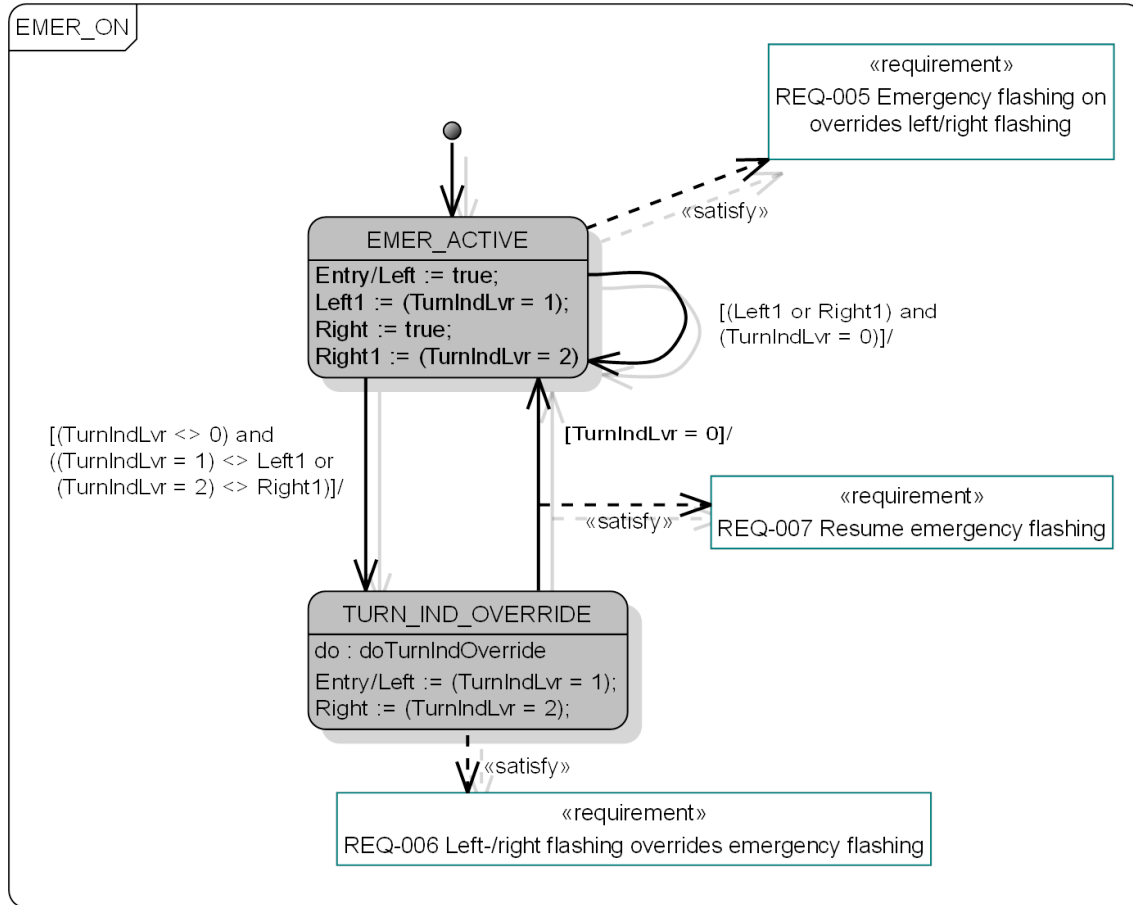 EMER_ON
«requirement»
REQ-005 Emergency flashing on
overrides left/right flashing
«satisfy»
EMER_ACTIVE
Entry/Left := true;
Left1 := (TurnIndLvr = 1);
Right := true;
Right1 := (TurnIndLvr = 2)
[(Left1 or Right1) and
(TurnIndLvr = 0)]/
[(TurnIndLvr <> 0) and
((TurnIndLvr = 1) <> Left1 or
(TurnIndLvr = 2) <> Right1)]/
[TurnIndLvr = 0]/
«requirement»
REQ-007 Resume emergency flashing
«satisfy»
TURN_IND_OVERRIDE
do : doTurnIndOverride
Entry/Left := (TurnIndLvr = 1);
Right := (TurnIndLvr = 2);
«satisfy»
«requirement»
REQ-006 Left-/right flashing overrides emergency flashing